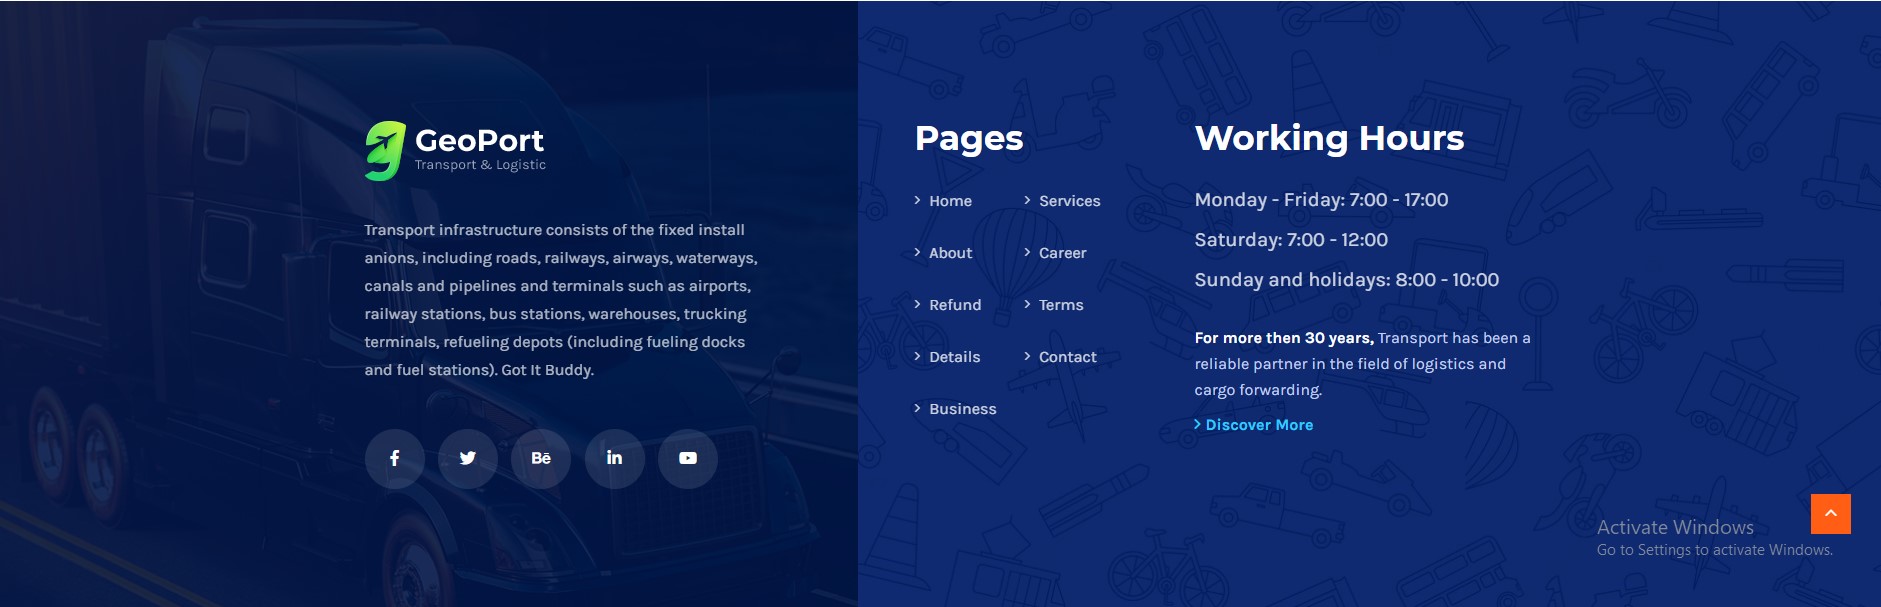 GeoPort
Transport & Logistic
Transport infrastructure consists of the fixed install
anions, including roads, railways, airways, waterways,
canals and pipelines and terminals such as airports,
railway stations, bus stations, warehouses, trucking
terminals, refueling depots (including fueling docks
and fuel stations). Got It Buddy.
Bē
in
Pages
Home
Services
About
Career
Refund
Terms
Details
Contact
Business
Working Hours
Monday - Friday: 7:00 - 17:00
Saturday: 7:00 - 12:00
Sunday and holidays: 8:00 - 10:00
For more then 30 years, Transport has been a
reliable partner in the field of logistics and
cargo forwarding.
Discover More
Activate Windows
Go to Settings to activate Windows.